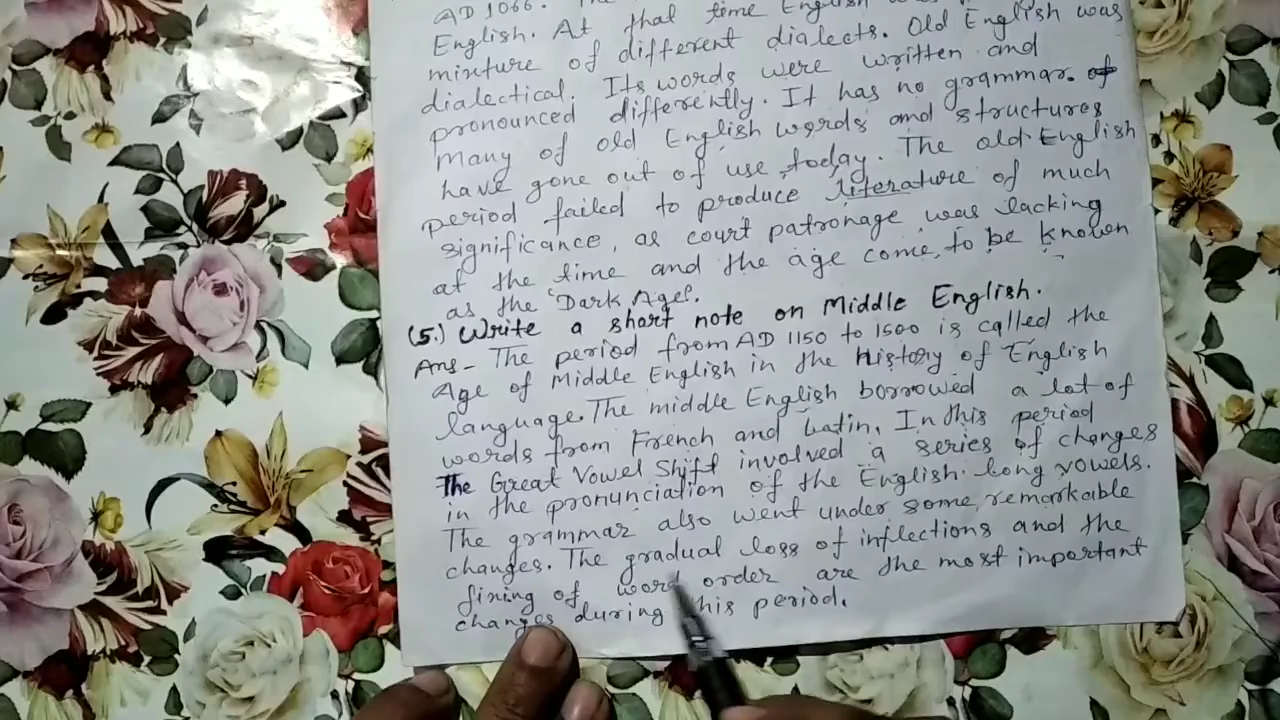 AD 1066. The
English. At that time English
mixture of different dialects. Old English was
dialectical. Its words were written and
pronounced differently. It has no grammar.
Many of old English words and structures
have gone out of use today. The old English
period failed to produce literature of much
significance, as court patronage was lacking
at the time and the age come, to be known
as the 'Dark Age'.
(5.) Write a short note on Middle English.
Ans - The period from AD 1150 to 1500 is called the
Age of Middle English in the History of English
language. The middle English borrowed a lot of
words from French and Latin. In this period
The Great Vowel Shift involved a series of changes
in the pronunciation of the English long vowels.
The grammar also went under some remarkable
changes. The gradual loss of inflections and the
fixing of word order are the most important
changes during this period.